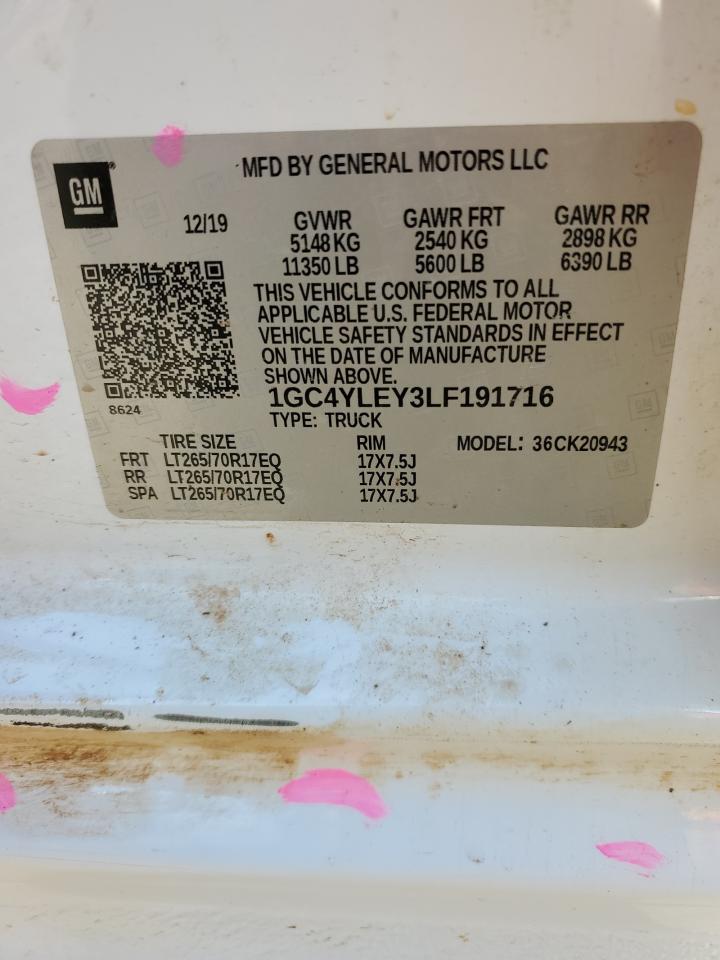 GM®
MFD BY GENERAL MOTORS LLC
12/19 GVWR GAWR FRT GAWR RR
5148 KG 2540 KG 2898 KG
11350 LB 5600 LB 6390 LB
THIS VEHICLE CONFORMS TO ALL
APPLICABLE U.S. FEDERAL MOTOR
VEHICLE SAFETY STANDARDS IN EFFECT
ON THE DATE OF MANUFACTURE
SHOWN ABOVE.
1GC4YLEY3LF191716
8624
TYPE: TRUCK
TIRE SIZE RIM MODEL: 36CK20943
FRT LT265/70R17EQ 17X7.5J
RR LT265/70R17EQ 17X7.5J
SPA LT265/70R17EQ 17X7.5J